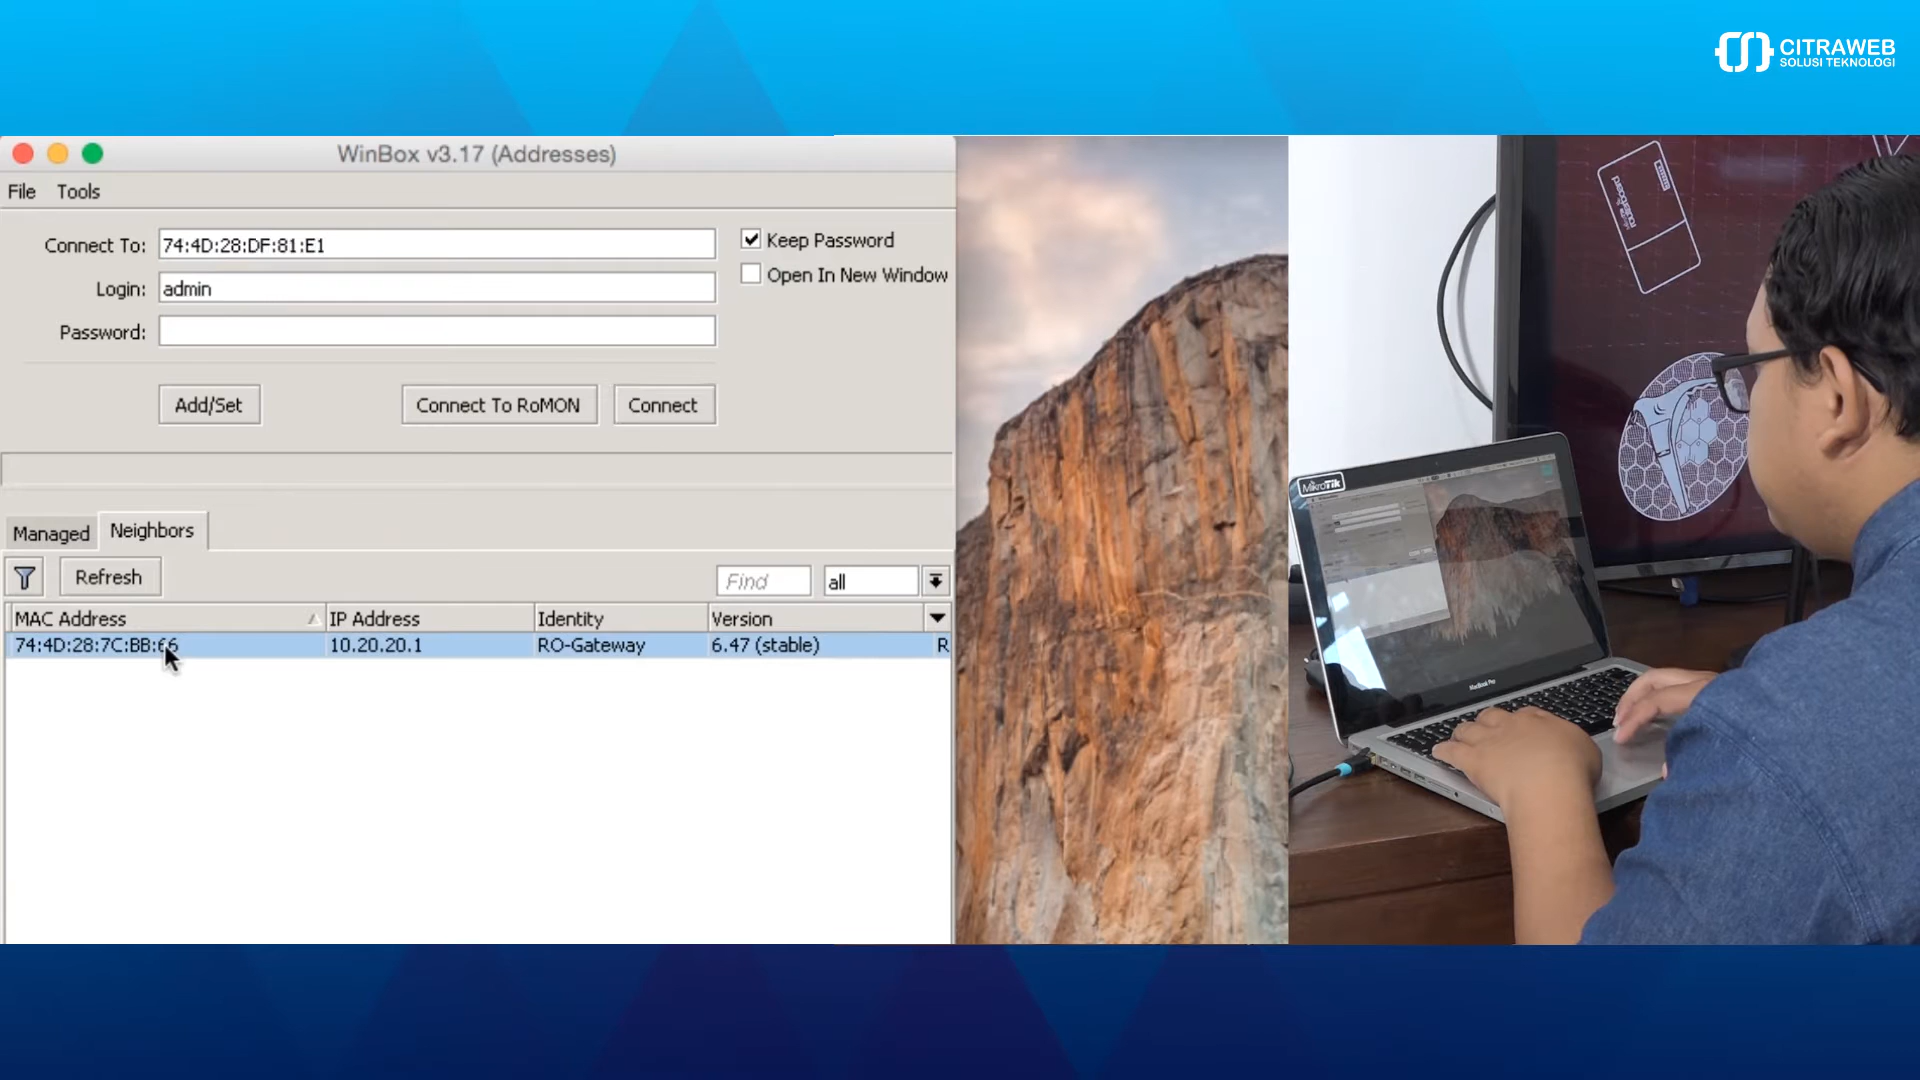 CITRAWEB
SOLUSI TEKNOLOGI
WinBox v3.17 (Addresses)
File Tools
Connect To: 74:4D:28:DF:81:E1
Keep Password
Login: admin
Open In New Window
Password:
Add/Set Connect To RoMON Connect
Managed Neighbors
Refresh Find all
MAC Address IP Address Identity Version
74:4D:28:7C:BB:66 10.20.20.1 RO-Gateway 6.47 (stable) R
MikroTik
MacBook Pro